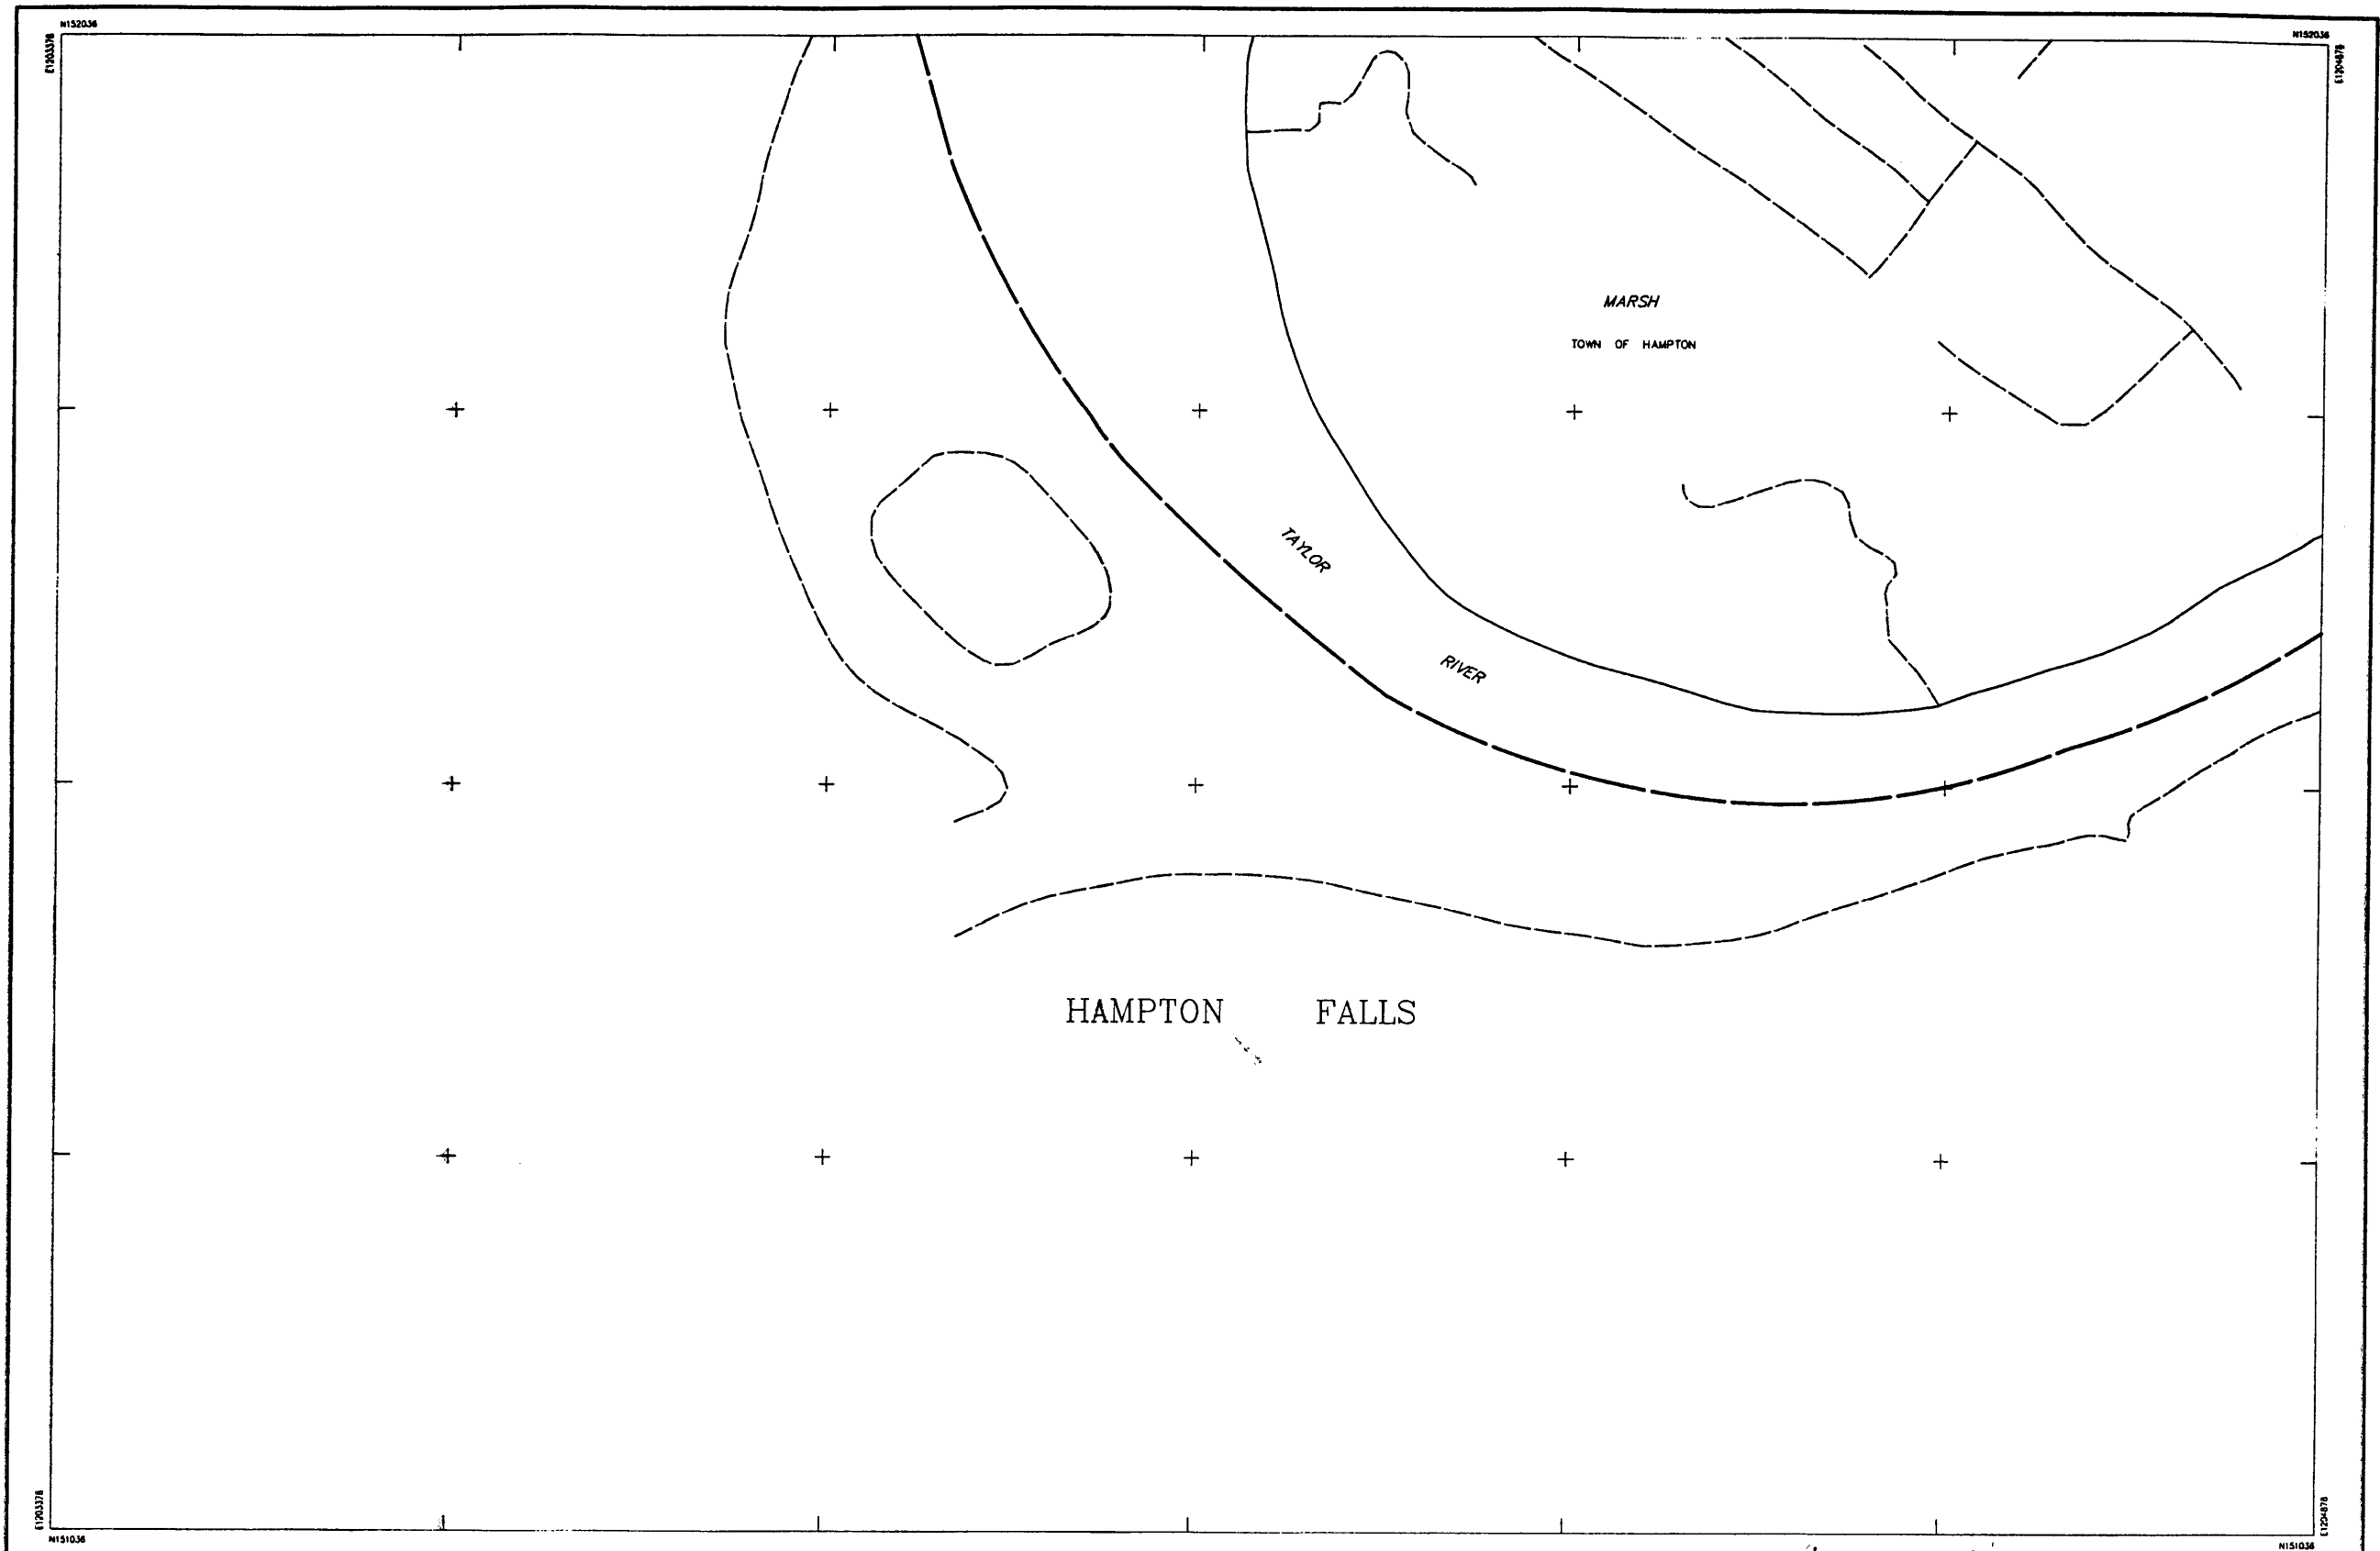 N152036
N152036
E1203378
E1204878
MARSH
TOWN OF HAMPTON
TAYLOR
RIVER
HAMPTON FALLS
E1203378
E1204878
N151036
N151036